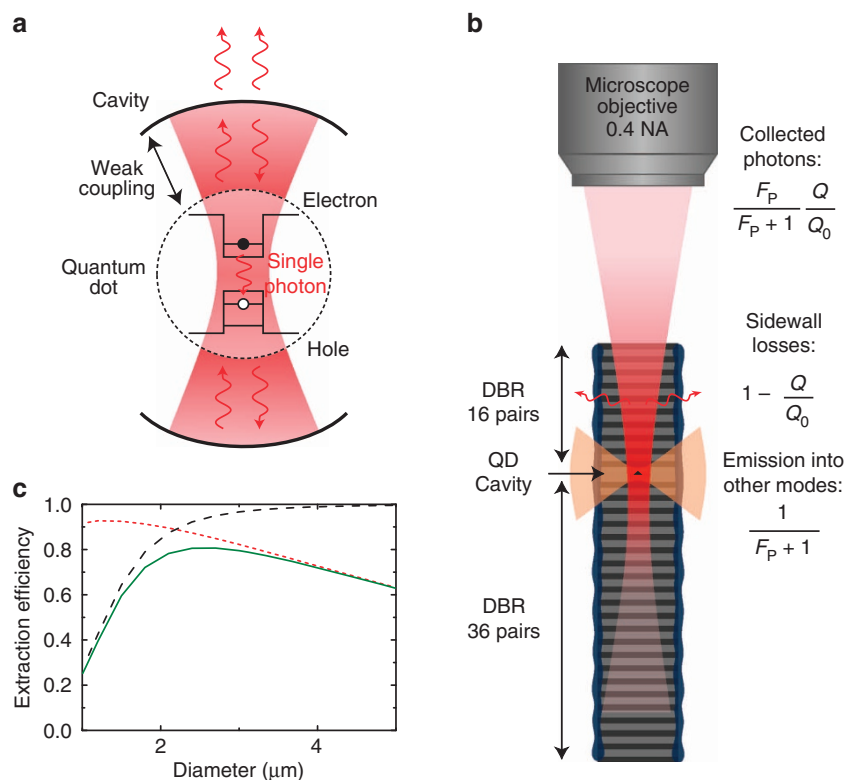 a
Cavity
Weak
coupling
Electron
Quantum
dot
Single
photon
Hole
b
Microscope
objective
0.4 NA
Collected
photons:
F_P Q
F_P + 1 Q_0
Sidewall
losses:
1 – Q
Q_0
DBR
16 pairs
QD
Cavity
Emission into
other modes:
1
F_P + 1
DBR
36 pairs
c
Extraction efficiency
1.0
0.8
0.6
0.4
0.2
0.0
2 4
Diameter (μm)